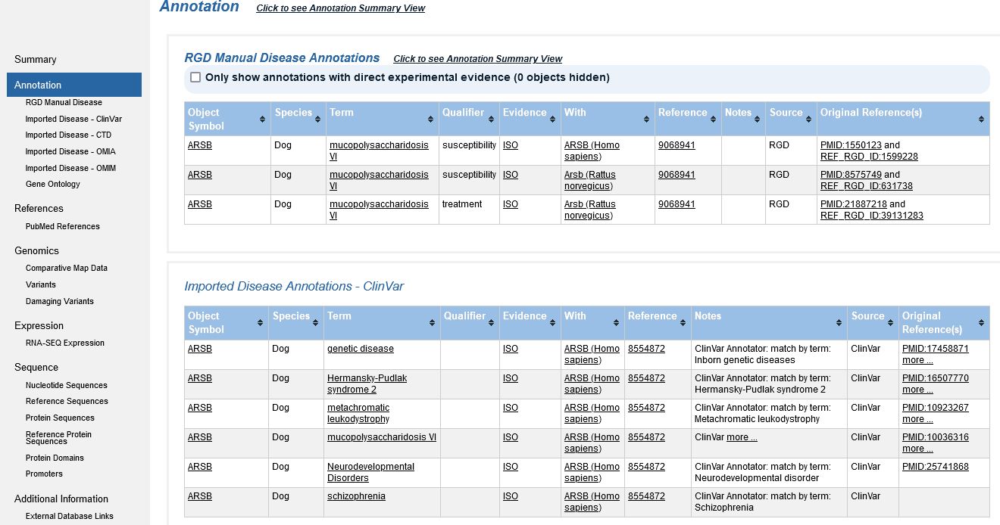 Annotation Click to see Annotation Summary View
Summary
Annotation
RGD Manual Disease
Imported Disease - ClinVar
Imported Disease - CTD
Imported Disease - OMIA
Imported Disease - OMIM
Gene Ontology
References
PubMed References
Genomics
Comparative Map Data
Variants
Damaging Variants
Expression
RNA-SEQ Expression
Sequence
Nucleotide Sequences
Reference Sequences
Protein Sequences
Reference Protein
Sequences
Protein Domains
Promoters
Additional Information
External Database Links
RGD Manual Disease Annotations Click to see Annotation Summary View
Only show annotations with direct experimental evidence (0 objects hidden)
Object Species Term Qualifier Evidence With Reference Notes Source Original Reference(s)
Symbol
ARSB Dog mucopolysaccharidosis susceptibility ISO ARSB (Homo 9068941 RGD PMID:1550123 and
VI sapiens) REF_RGD_ID:1599228
ARSB Dog mucopolysaccharidosis susceptibility ISO Arsb (Rattus 9068941 RGD PMID:8575749 and
VI norvegicus) REF_RGD_ID:631738
ARSB Dog mucopolysaccharidosis treatment ISO Arsb (Rattus 9068941 RGD PMID:21887218 and
VI norvegicus) REF_RGD_ID:39131283
Imported Disease Annotations - ClinVar
Object Species Term Qualifier Evidence With Reference Notes Source Original
Symbol Reference(s)
ARSB Dog genetic disease ISO ARSB (Homo 8554872 ClinVar Annotator: match by term: ClinVar PMID:17458871
sapiens) Inborn genetic diseases more ...
ARSB Dog Hermansky-Pudlak ISO ARSB (Homo 8554872 ClinVar Annotator: match by term: ClinVar PMID:16507770
syndrome 2 sapiens) Hermansky-Pudlak syndrome 2 more ...
ARSB Dog metachromatic ISO ARSB (Homo 8554872 ClinVar Annotator: match by term: ClinVar PMID:10923267
leukodystrophy sapiens) Metachromatic leukodystrophy more ...
ARSB Dog mucopolysaccharidosis VI ISO ARSB (Homo 8554872 ClinVar more ... ClinVar PMID:10036316
sapiens) more ...
ARSB Dog Neurodevelopmental ISO ARSB (Homo 8554872 ClinVar Annotator: match by term: ClinVar PMID:25741868
Disorders sapiens) Neurodevelopmental disorder
ARSB Dog schizophrenia ISO ARSB (Homo 8554872 ClinVar Annotator: match by term: ClinVar
sapiens) Schizophrenia